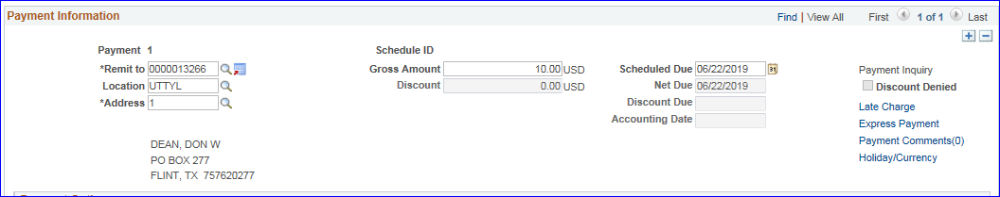 Payment Information
Find | View All First 1 of 1 Last
Payment 1 Schedule ID
*Remit to 0000013266 Gross Amount 10.00 USD Scheduled Due 06/22/2019 31 Payment Inquiry
Location UTTYL Discount 0.00 USD Net Due 06/22/2019 Discount Denied
*Address 1 Discount Due Late Charge
Accounting Date Express Payment
DEAN, DON W Payment Comments(0)
PO BOX 277 Holiday/Currency
FLINT, TX 757620277